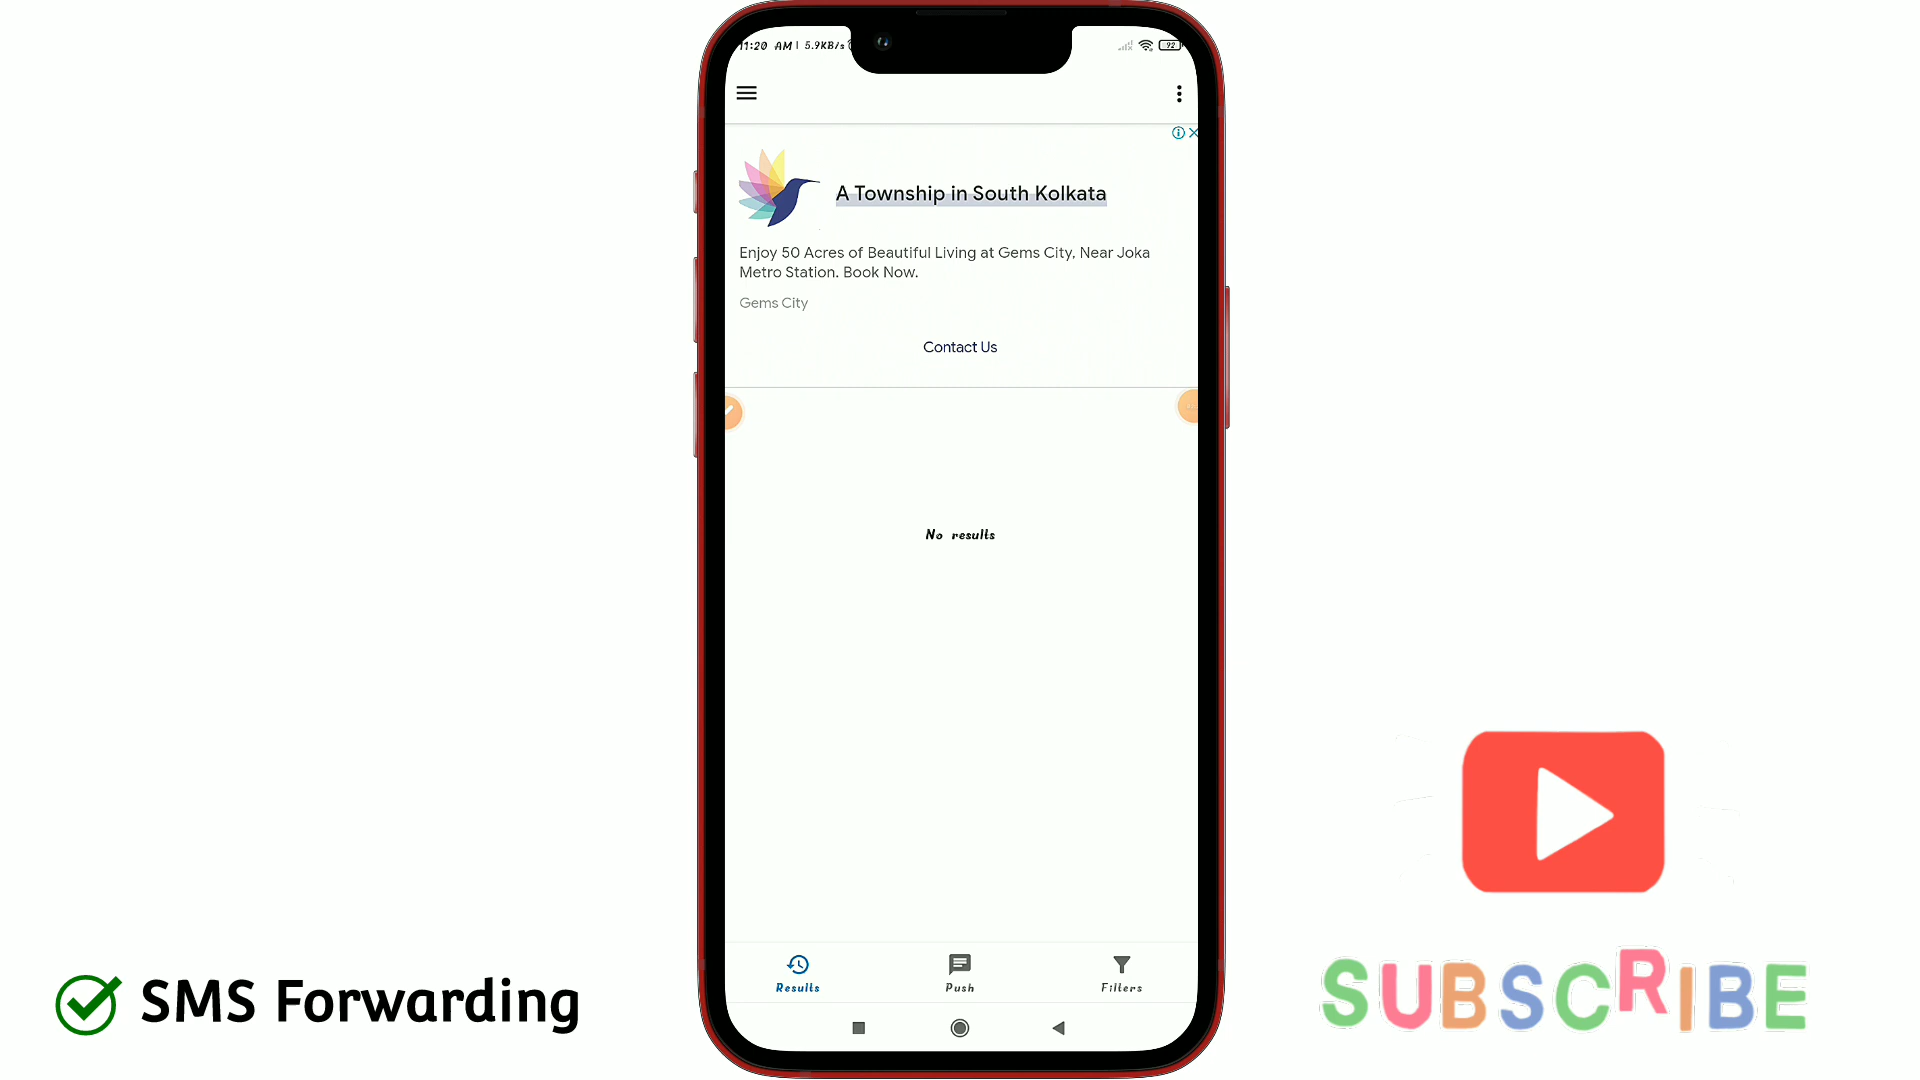 11:20 AM | 5.9KB/s
92
A Township in South Kolkata
Enjoy 50 Acres of Beautiful Living at Gems City, Near Joka
Metro Station. Book Now.
Gems City
Contact Us
No results
Results
Push
Filters
SMS Forwarding
SUBSCRIBE